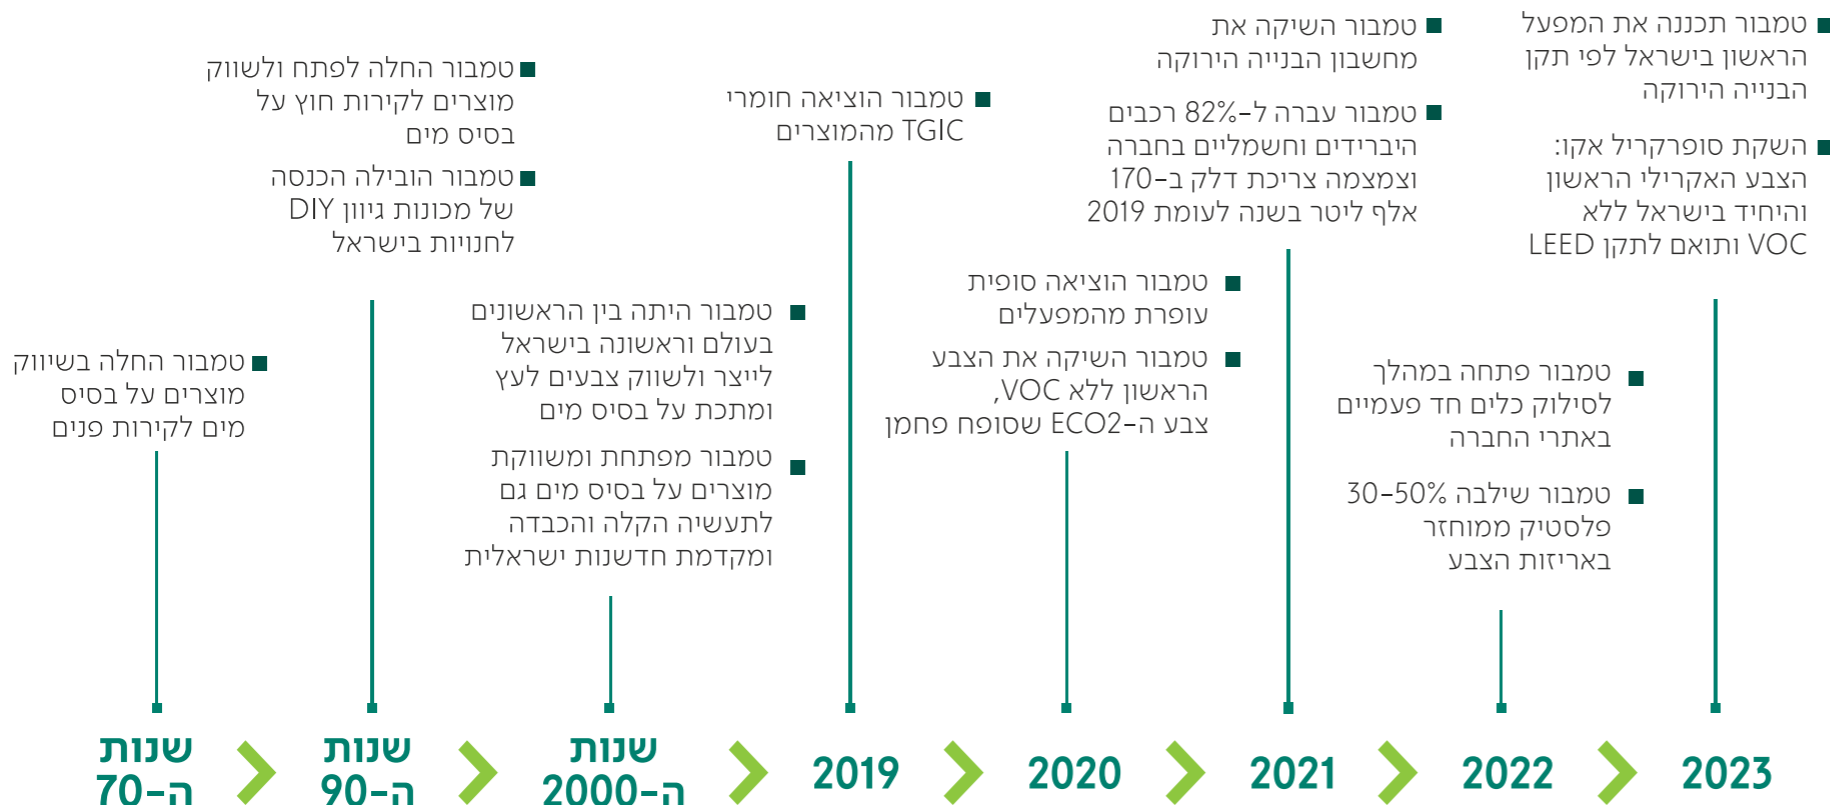 טמבור החלה בשיווק
מוצרים על בסיס
מים לקירות פנים
שנות
ה-70
טמבור החלה לפתח ולשווק
מוצרים לקירות חוץ על
בסיס מים
טמבור הובילה הכנסה
של מכונות גיוון DIY
לחנויות בישראל
שנות
ה-90
טמבור היתה בין הראשונים
בעולם וראשונה בישראל
לייצר ולשווק צבעים לעץ
ומתכת על בסיס מים
טמבור מפתחת ומשווקת
מוצרים על בסיס מים גם
לתעשיה הקלה והכבדה
ומקדמת חדשנות ישראלית
שנות
ה-2000
טמבור הוציאה חומרי
TGIC מהמוצרים
2019
טמבור הוציאה סופית
עופרת מהמפעלים
טמבור השיקה את הצבע
הראשון ללא VOC,
צבע ה-ECO2 שסופח פחמן
2020
טמבור השיקה את
מחשבון הבנייה הירוקה
טמבור עברה ל-82% רכבים
היברידים וחשמליים בחברה
וצמצמה צריכת דלק ב-170
אלף ליטר בשנה לעומת 2019
2021
טמבור פתחה במהלך
לסילוק כלים חד פעמיים
באתרי החברה
טמבור שילבה 30-50%
פלסטיק ממוחזר
באריזות הצבע
2022
טמבור תכננה את המפעל
הראשון בישראל לפי תקן
הבנייה הירוקה
השקת סופרקריל אקו:
הצבע האקרילי הראשון
והיחיד בישראל ללא
VOC ותואם לתקן LEED
2023